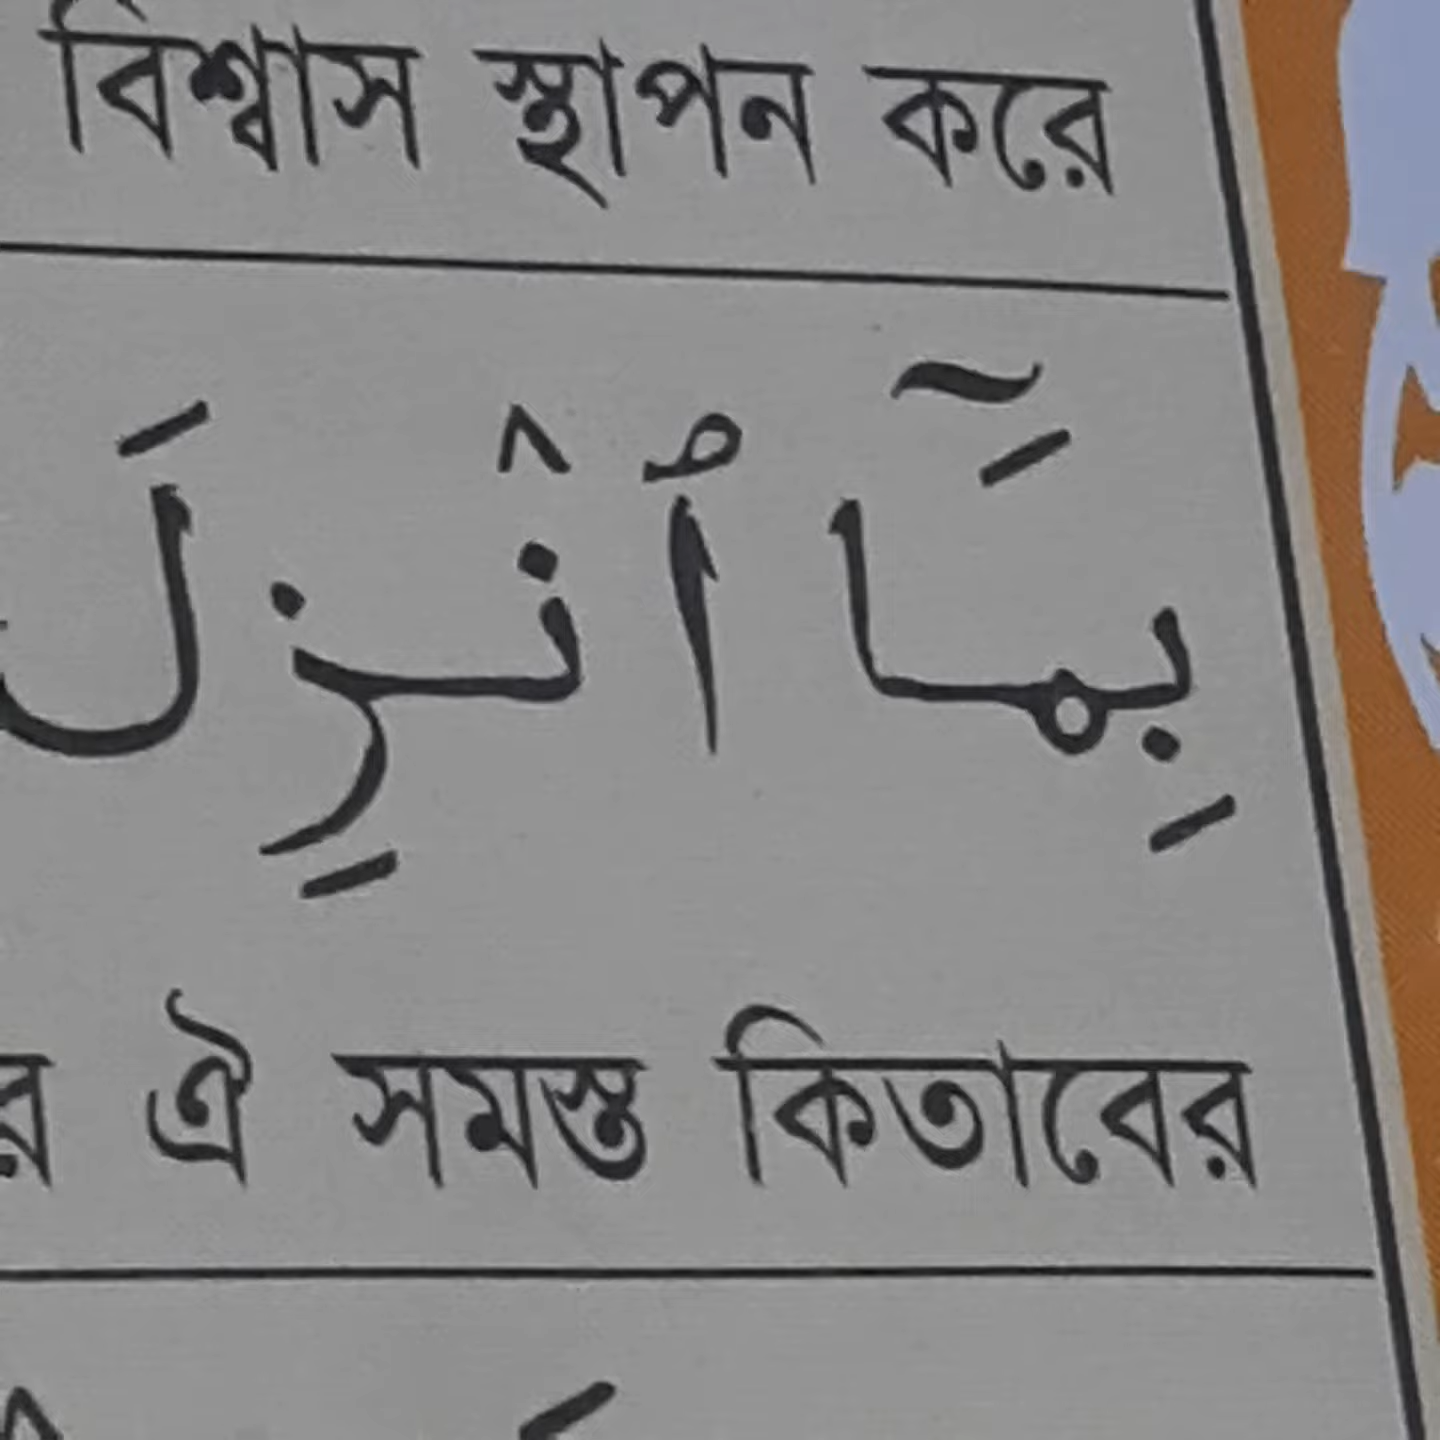 বিশ্বাস স্থাপন করে
بِمَآ اُنْزِلَ
ঐ সমস্ত কিতাবের